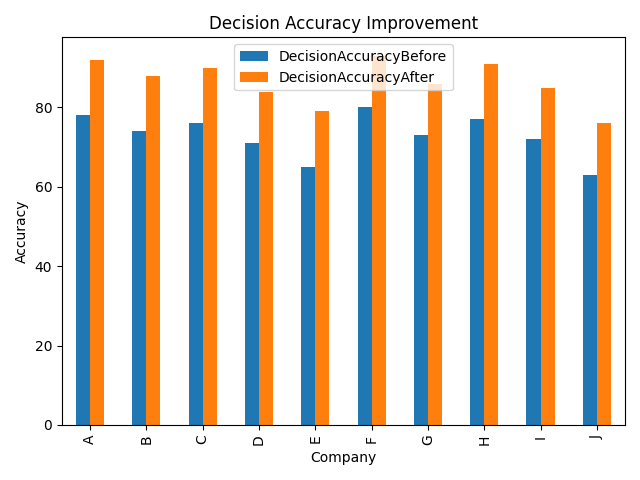 Decision Accuracy Improvement
DecisionAccuracyBefore
DecisionAccuracyAfter
Accuracy
80
60
40
20
0
A B C D E F G H I J
Company